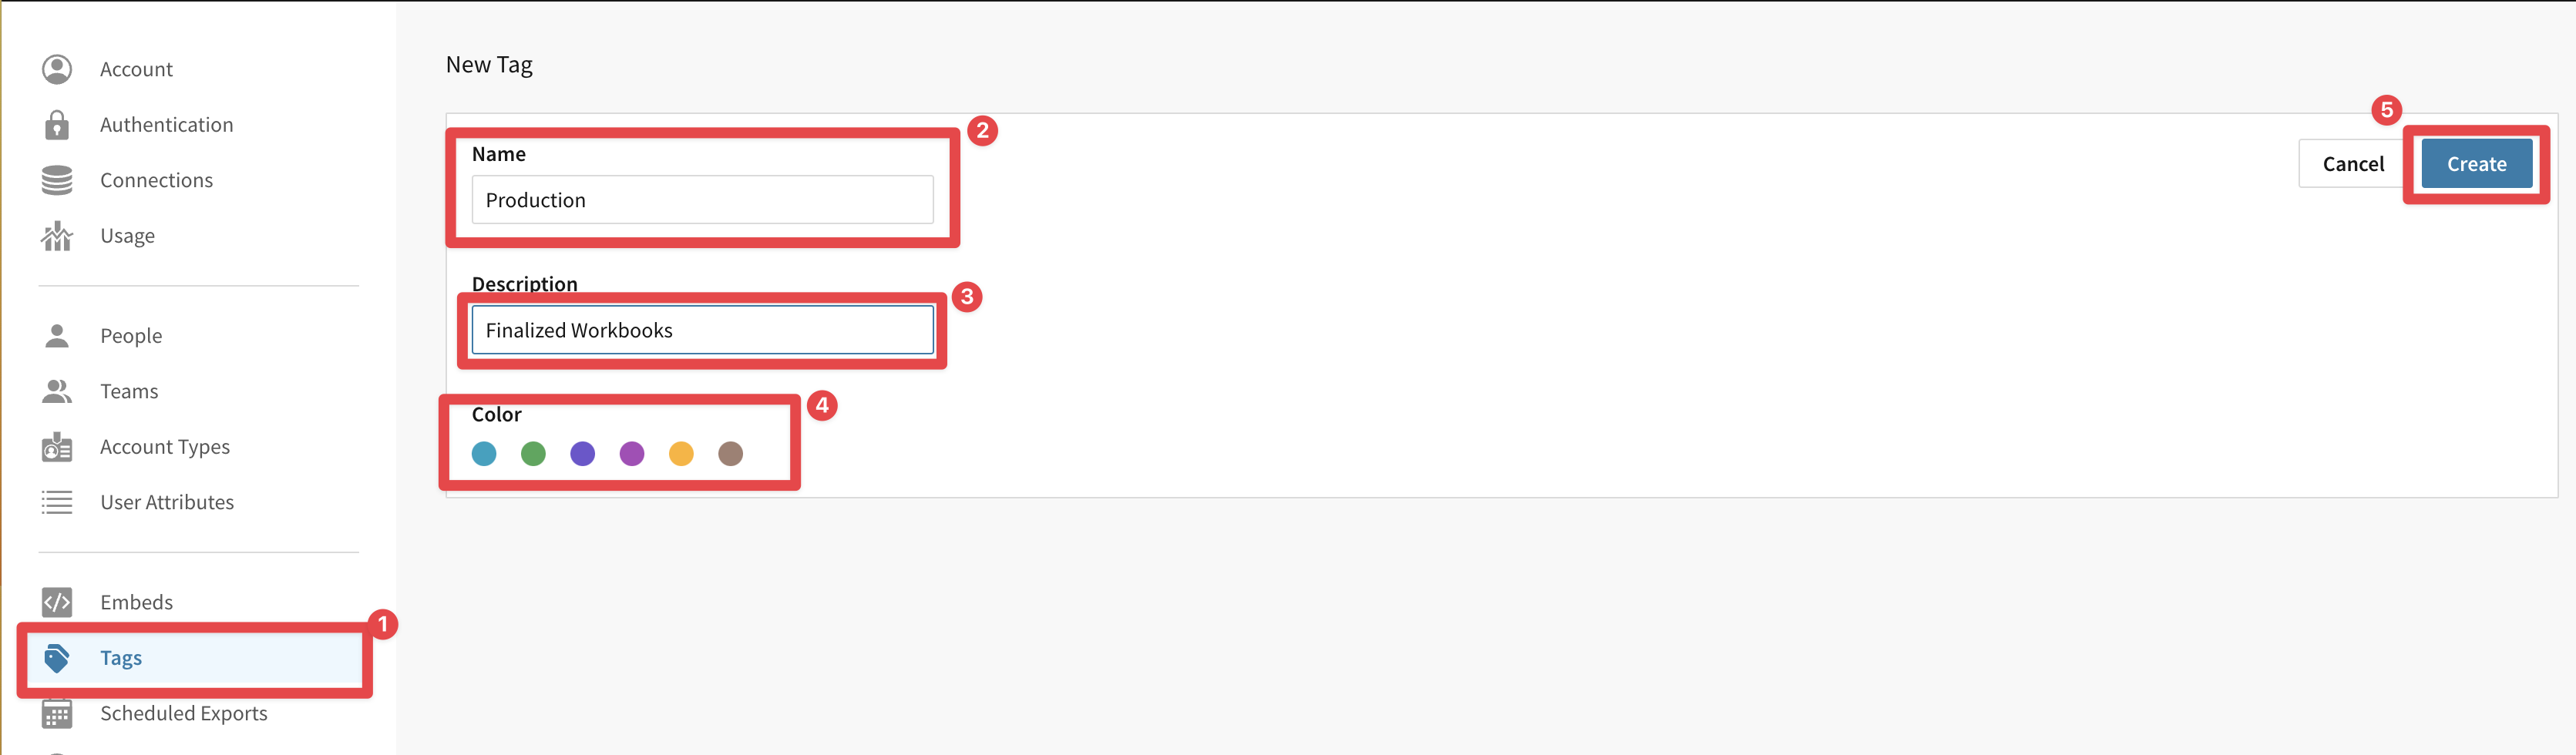 Account
Authentication
Connections
Usage
People
Teams
Account Types
User Attributes
Embeds
1
Tags
Scheduled Exports
New Tag
2
Name
Production
Description
3
Finalized Workbooks
4
Color
5
Cancel
Create